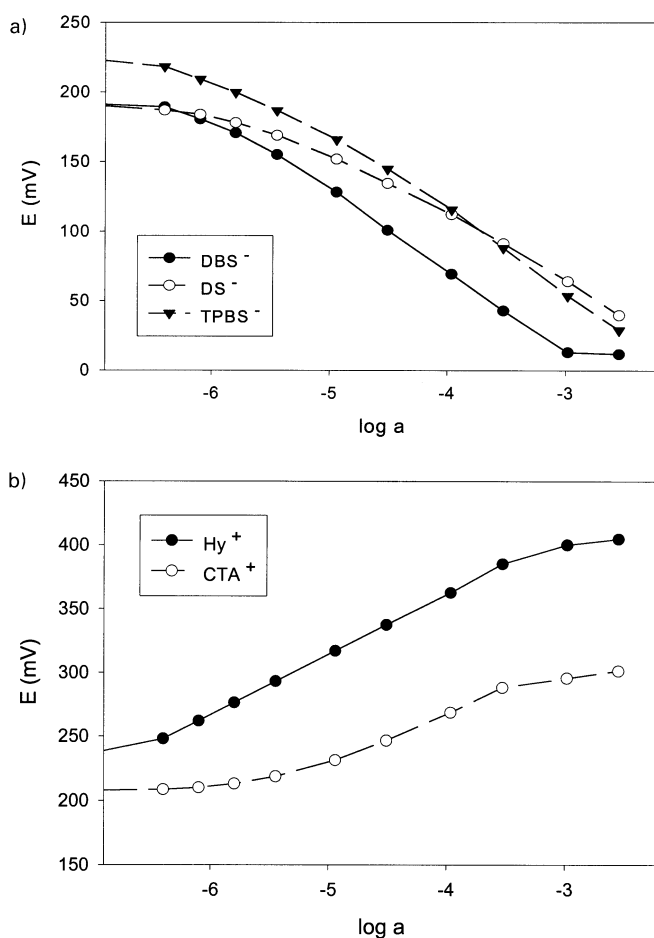 a)
250
200
150
100
50
0
E (mV)
DBS⁻
DS⁻
TPBS⁻
-6 -5 -4 -3
log a
b)
450
400
350
300
250
200
150
E (mV)
Hy⁺
CTA⁺
-6 -5 -4 -3
log a